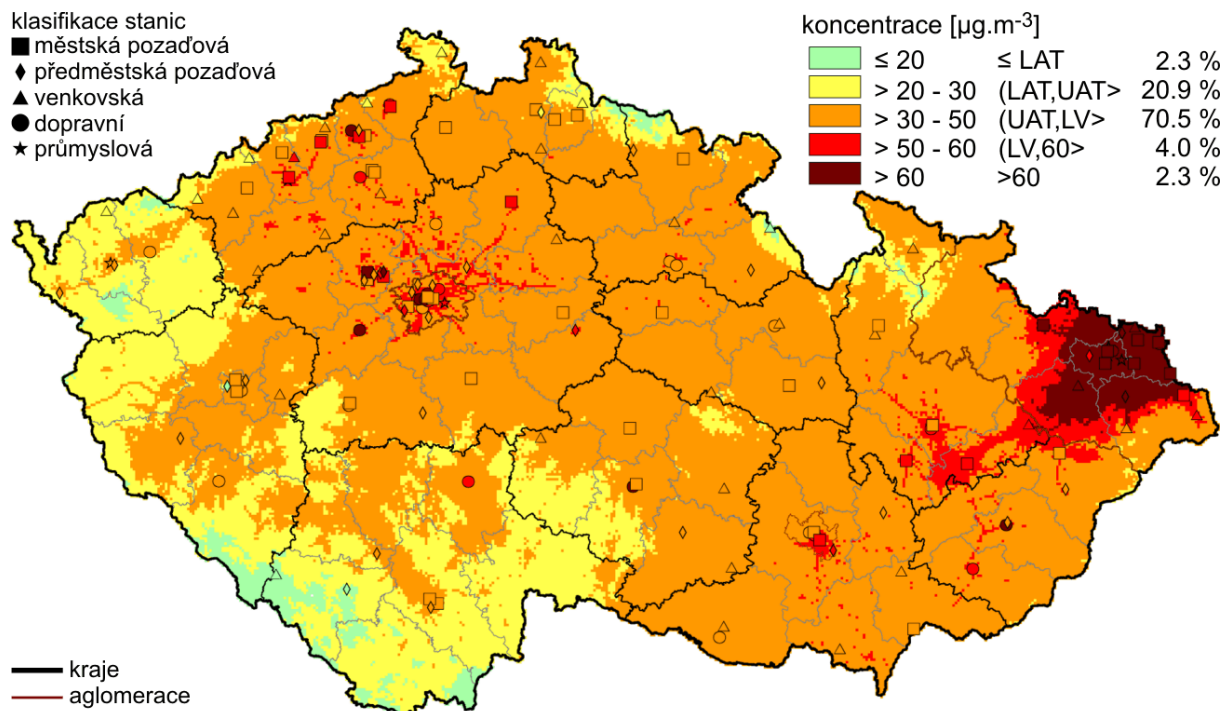 klasifikace stanic
městská pozaďová
předměstská pozaďová
venkovská
dopravní
průmyslová
koncentrace [µg.m-3]
≤ 20 ≤ LAT 2.3 %
> 20 - 30 (LAT,UAT> 20.9 %
> 30 - 50 (UAT,LV> 70.5 %
> 50 - 60 (LV,60> 4.0 %
> 60 >60 2.3 %
kraje
aglomerace